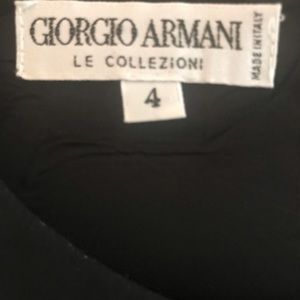 GIORGIO ARMANI
LE COLLEZIONI
MADE IN ITALY
4